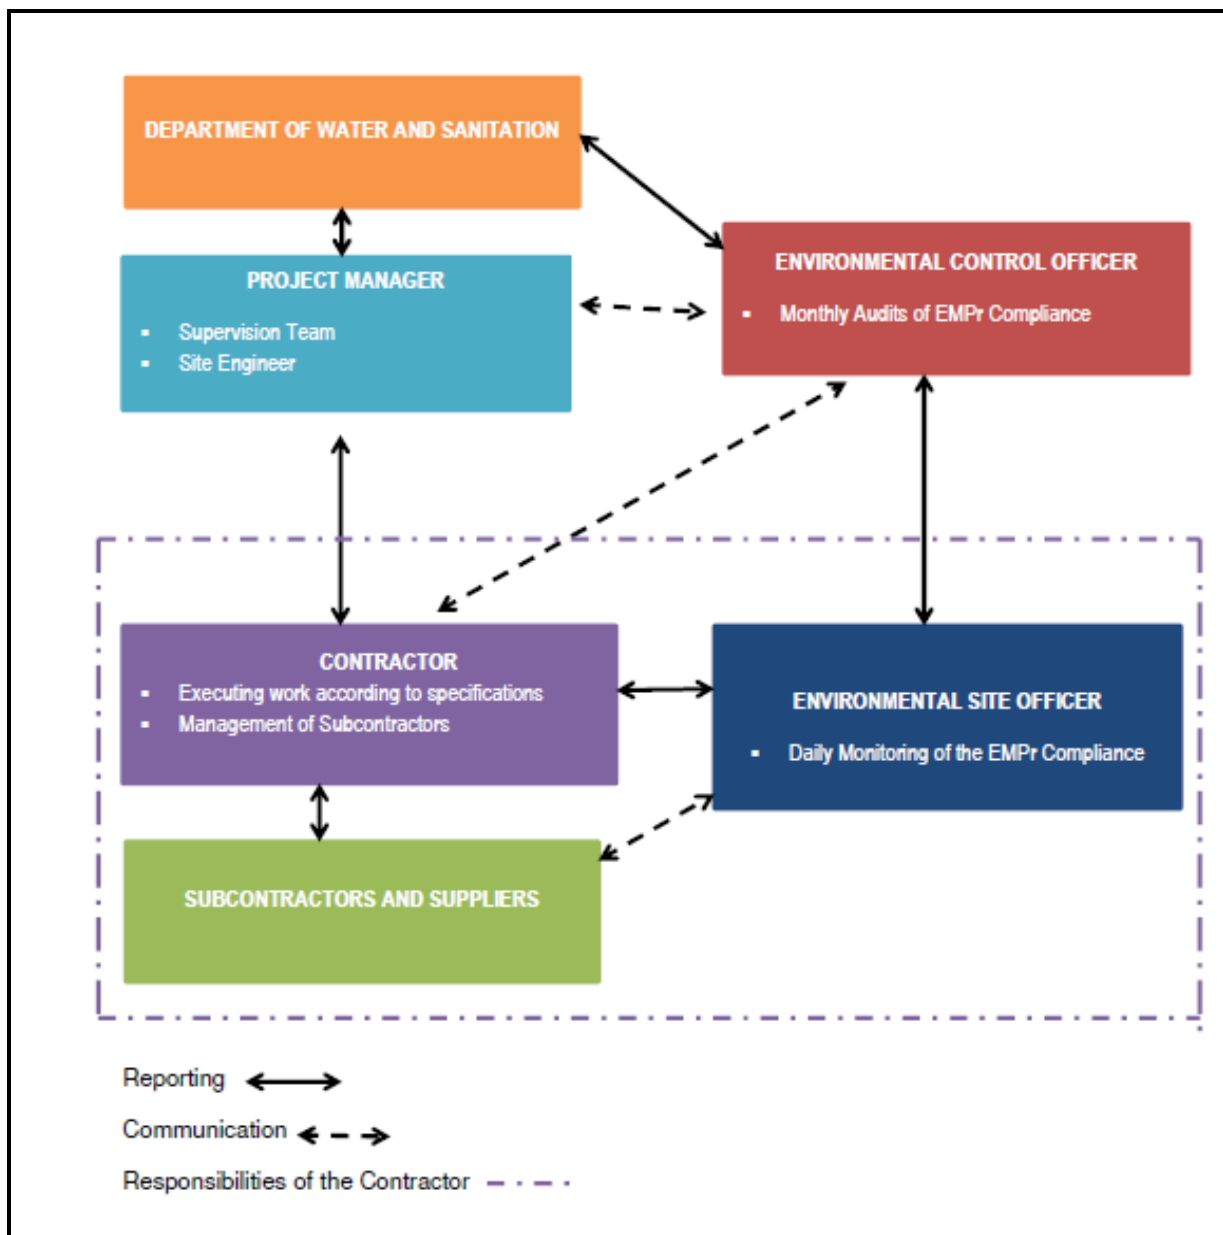 DEPARTMENT OF WATER AND SANITATION
PROJECT MANAGER
▪ Supervision Team
▪ Site Engineer
ENVIRONMENTAL CONTROL OFFICER
▪ Monthly Audits of EMPr Compliance
CONTRACTOR
▪ Executing work according to specifications
▪ Management of Subcontractors
ENVIRONMENTAL SITE OFFICER
▪ Daily Monitoring of the EMPr Compliance
SUBCONTRACTORS AND SUPPLIERS
Reporting
Communication
Responsibilities of the Contractor